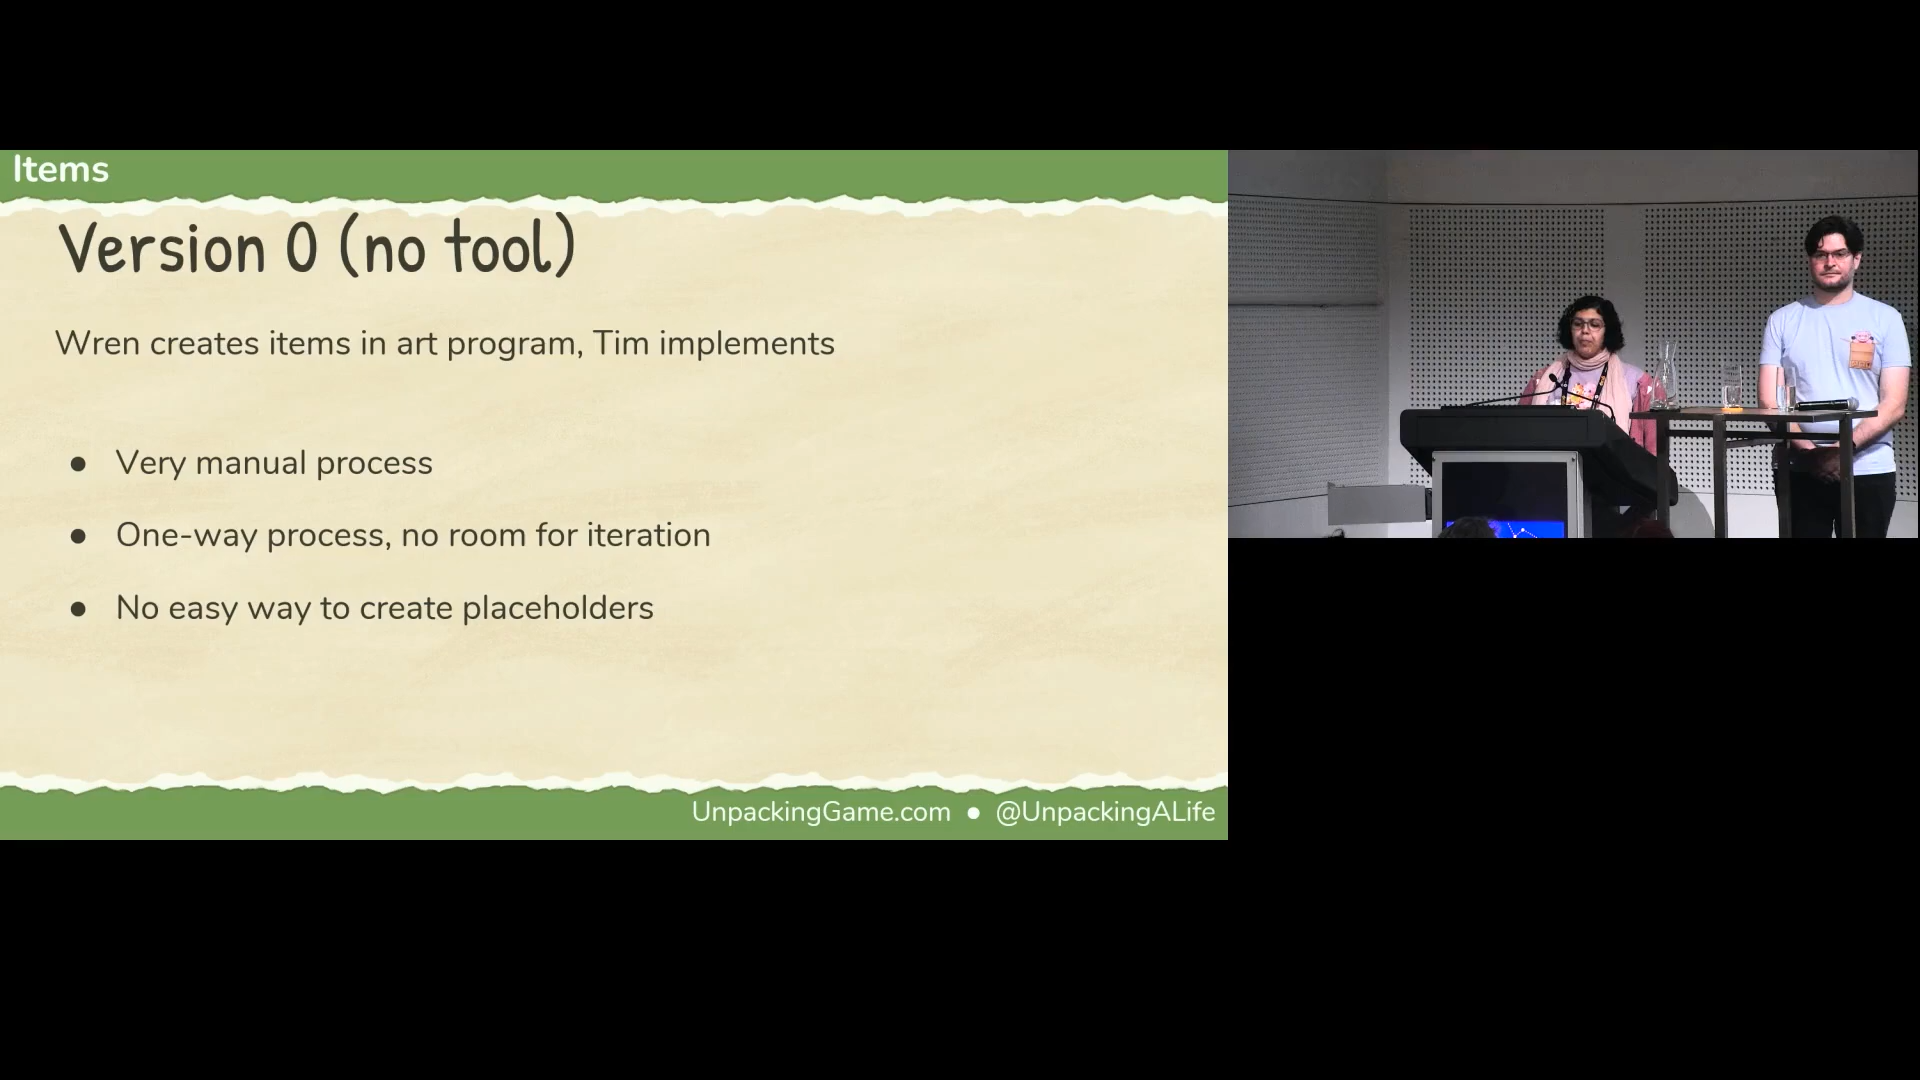 Items
Version 0 (no tool)
Wren creates items in art program, Tim implements
● Very manual process
● One-way process, no room for iteration
● No easy way to create placeholders
UnpackingGame.com ● @UnpackingALife